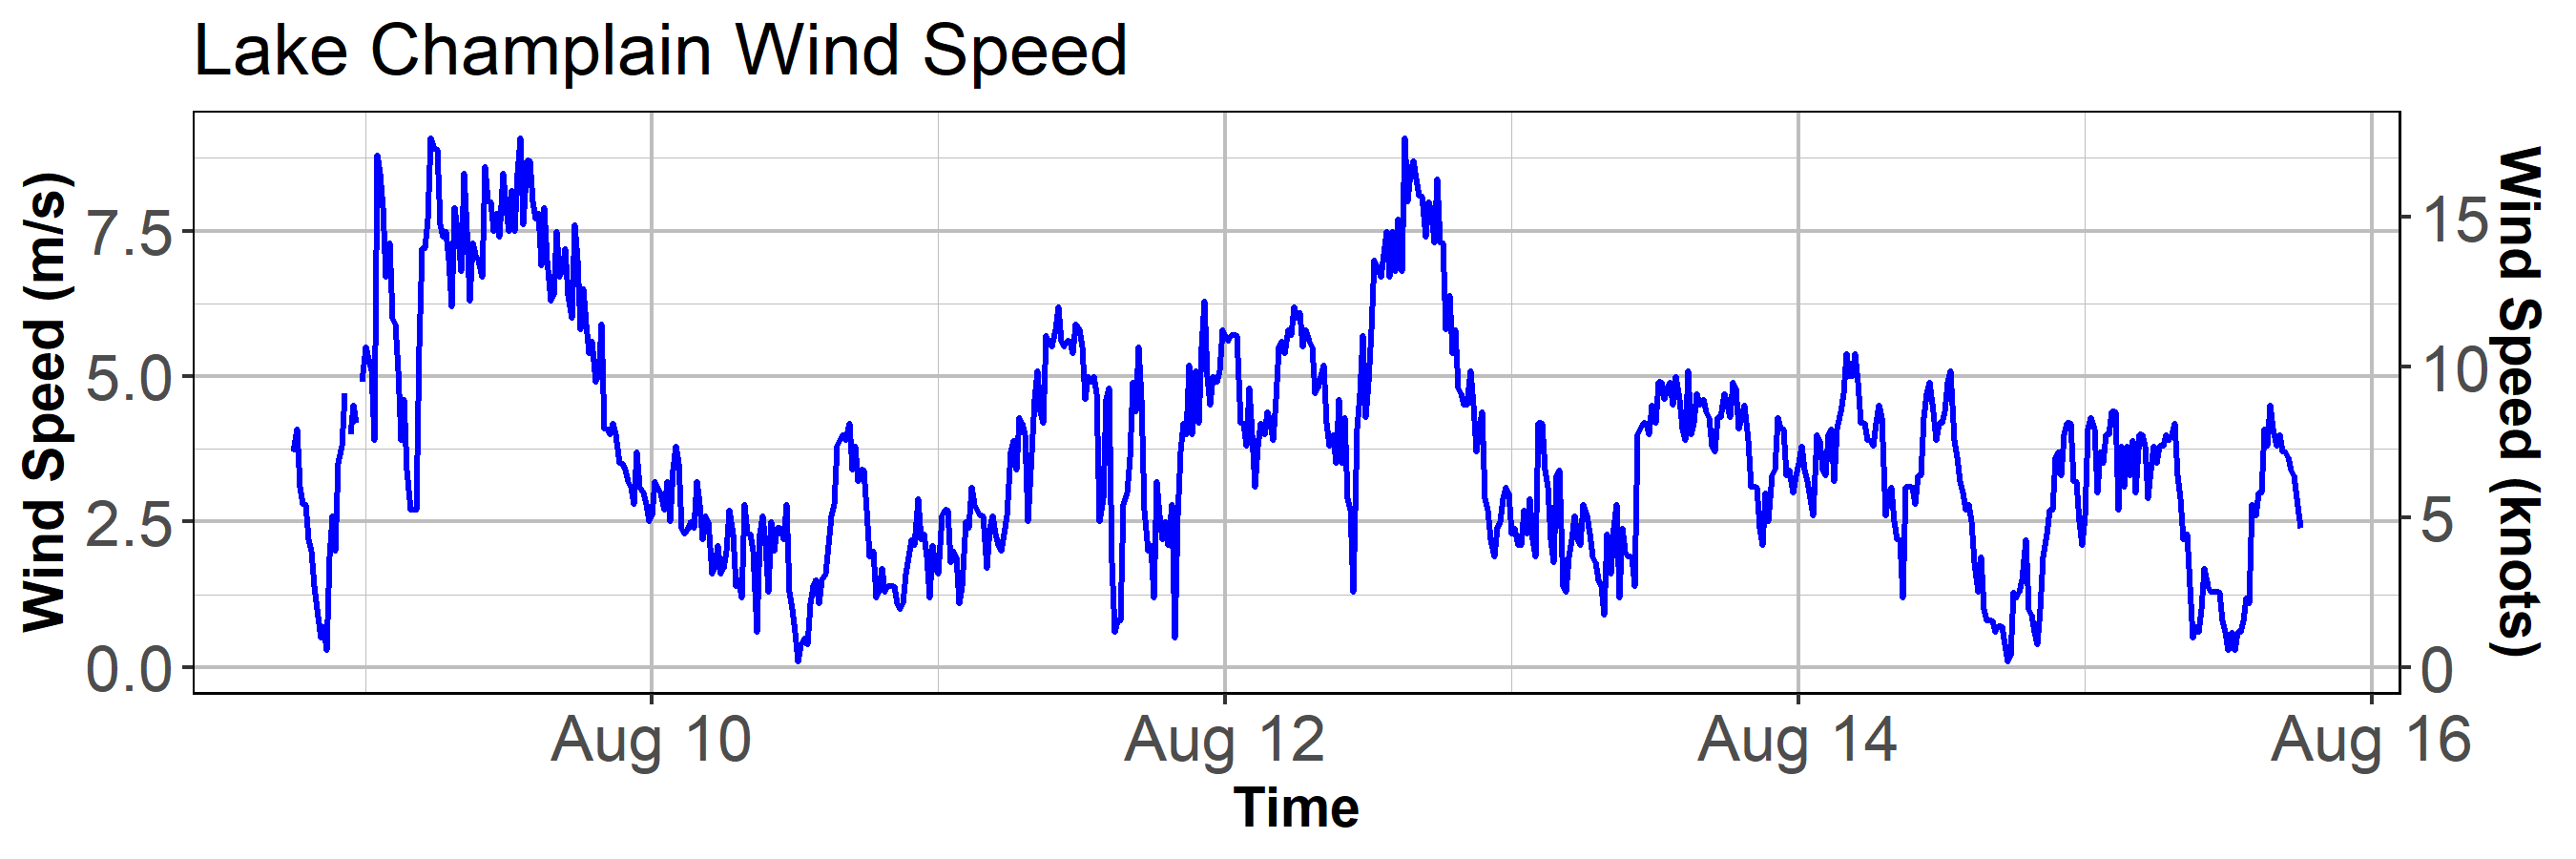 Lake Champlain Wind Speed
Wind Speed (m/s)
7.5
5.0
2.5
0.0
Wind Speed (knots)
15
10
5
0
Aug 10
Aug 12
Aug 14
Aug 16
Time